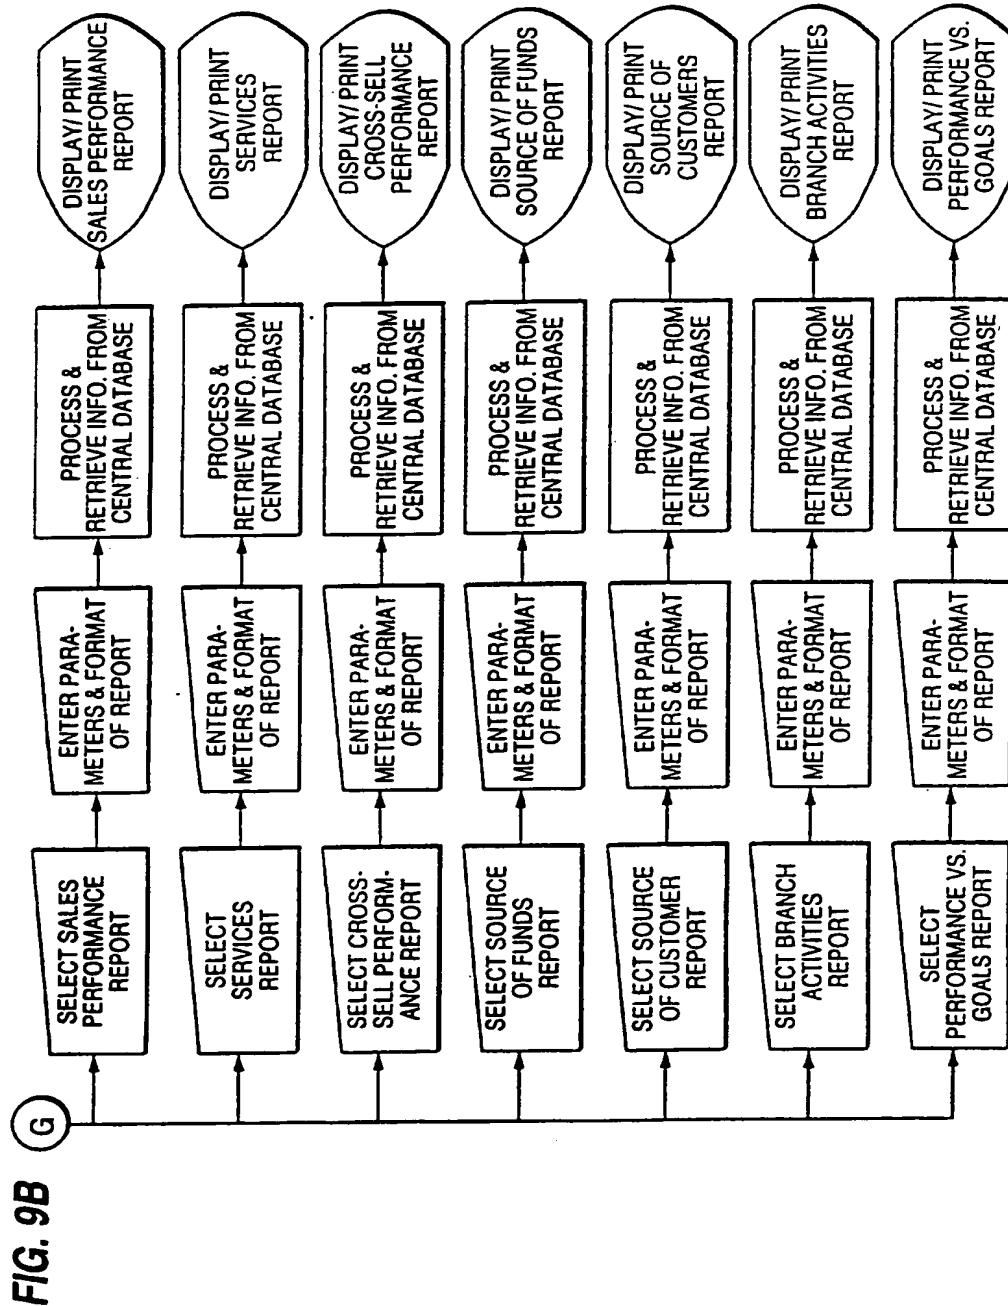 FIG. 9B
G
SELECT SALES
PERFORMANCE
REPORT
ENTER PARA-
METERS & FORMAT
OF REPORT
PROCESS &
RETRIEVE INFO. FROM
CENTRAL DATABASE
DISPLAY/ PRINT
SALES PERFORMANCE
REPORT
SELECT
SERVICES
REPORT
ENTER PARA-
METERS & FORMAT
OF REPORT
PROCESS &
RETRIEVE INFO. FROM
CENTRAL DATABASE
DISPLAY/ PRINT
SERVICES
REPORT
SELECT CROSS-
SELL PERFORM-
ANCE REPORT
ENTER PARA-
METERS & FORMAT
OF REPORT
PROCESS &
RETRIEVE INFO. FROM
CENTRAL DATABASE
DISPLAY/ PRINT
CROSS-SELL
PERFORMANCE
REPORT
SELECT SOURCE
OF FUNDS
REPORT
ENTER PARA-
METERS & FORMAT
OF REPORT
PROCESS &
RETRIEVE INFO. FROM
CENTRAL DATABASE
DISPLAY/ PRINT
SOURCE OF FUNDS
REPORT
SELECT SOURCE
OF CUSTOMER
REPORT
ENTER PARA-
METERS & FORMAT
OF REPORT
PROCESS &
RETRIEVE INFO. FROM
CENTRAL DATABASE
DISPLAY/ PRINT
SOURCE OF
CUSTOMERS
REPORT
SELECT BRANCH
ACTIVITIES
REPORT
ENTER PARA-
METERS & FORMAT
OF REPORT
PROCESS &
RETRIEVE INFO. FROM
CENTRAL DATABASE
DISPLAY/ PRINT
BRANCH ACTIVITIES
REPORT
SELECT
PERFORMANCE VS.
GOALS REPORT
ENTER PARA-
METERS & FORMAT
OF REPORT
PROCESS &
RETRIEVE INFO. FROM
CENTRAL DATABASE
DISPLAY/ PRINT
PERFORMANCE VS.
GOALS REPORT